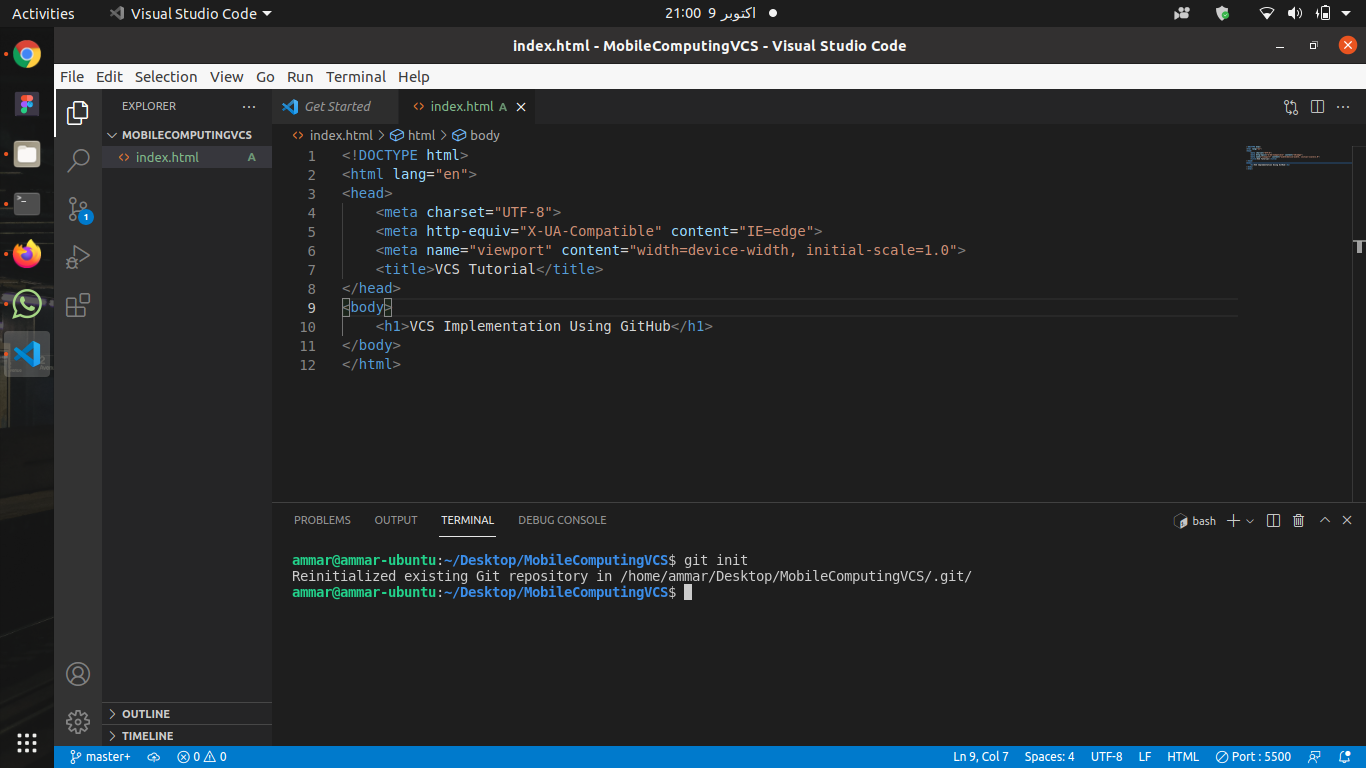 Activities
Visual Studio Code
21:00 اکتوبر 9
index.html - MobileComputingVCS - Visual Studio Code
File Edit Selection View Go Run Terminal Help
EXPLORER
Get Started
index.html A
MOBILECOMPUTINGVCS
index.html A
1
index.html > html > body
1 <!DOCTYPE html>
2 <html lang="en">
3 <head>
4 <meta charset="UTF-8">
5 <meta http-equiv="X-UA-Compatible" content="IE=edge">
6 <meta name="viewport" content="width=device-width, initial-scale=1.0">
7 <title>VCS Tutorial</title>
8 </head>
9 <body>
10 <h1>VCS Implementation Using GitHub</h1>
11 </body>
12 </html>
PROBLEMS OUTPUT TERMINAL DEBUG CONSOLE
bash
ammar@ammar-ubuntu:~/Desktop/MobileComputingVCS$ git init
Reinitialized existing Git repository in /home/ammar/Desktop/MobileComputingVCS/.git/
ammar@ammar-ubuntu:~/Desktop/MobileComputingVCS$
OUTLINE
TIMELINE
master+ 0 0 Ln 9, Col 7 Spaces: 4 UTF-8 LF HTML Port : 5500